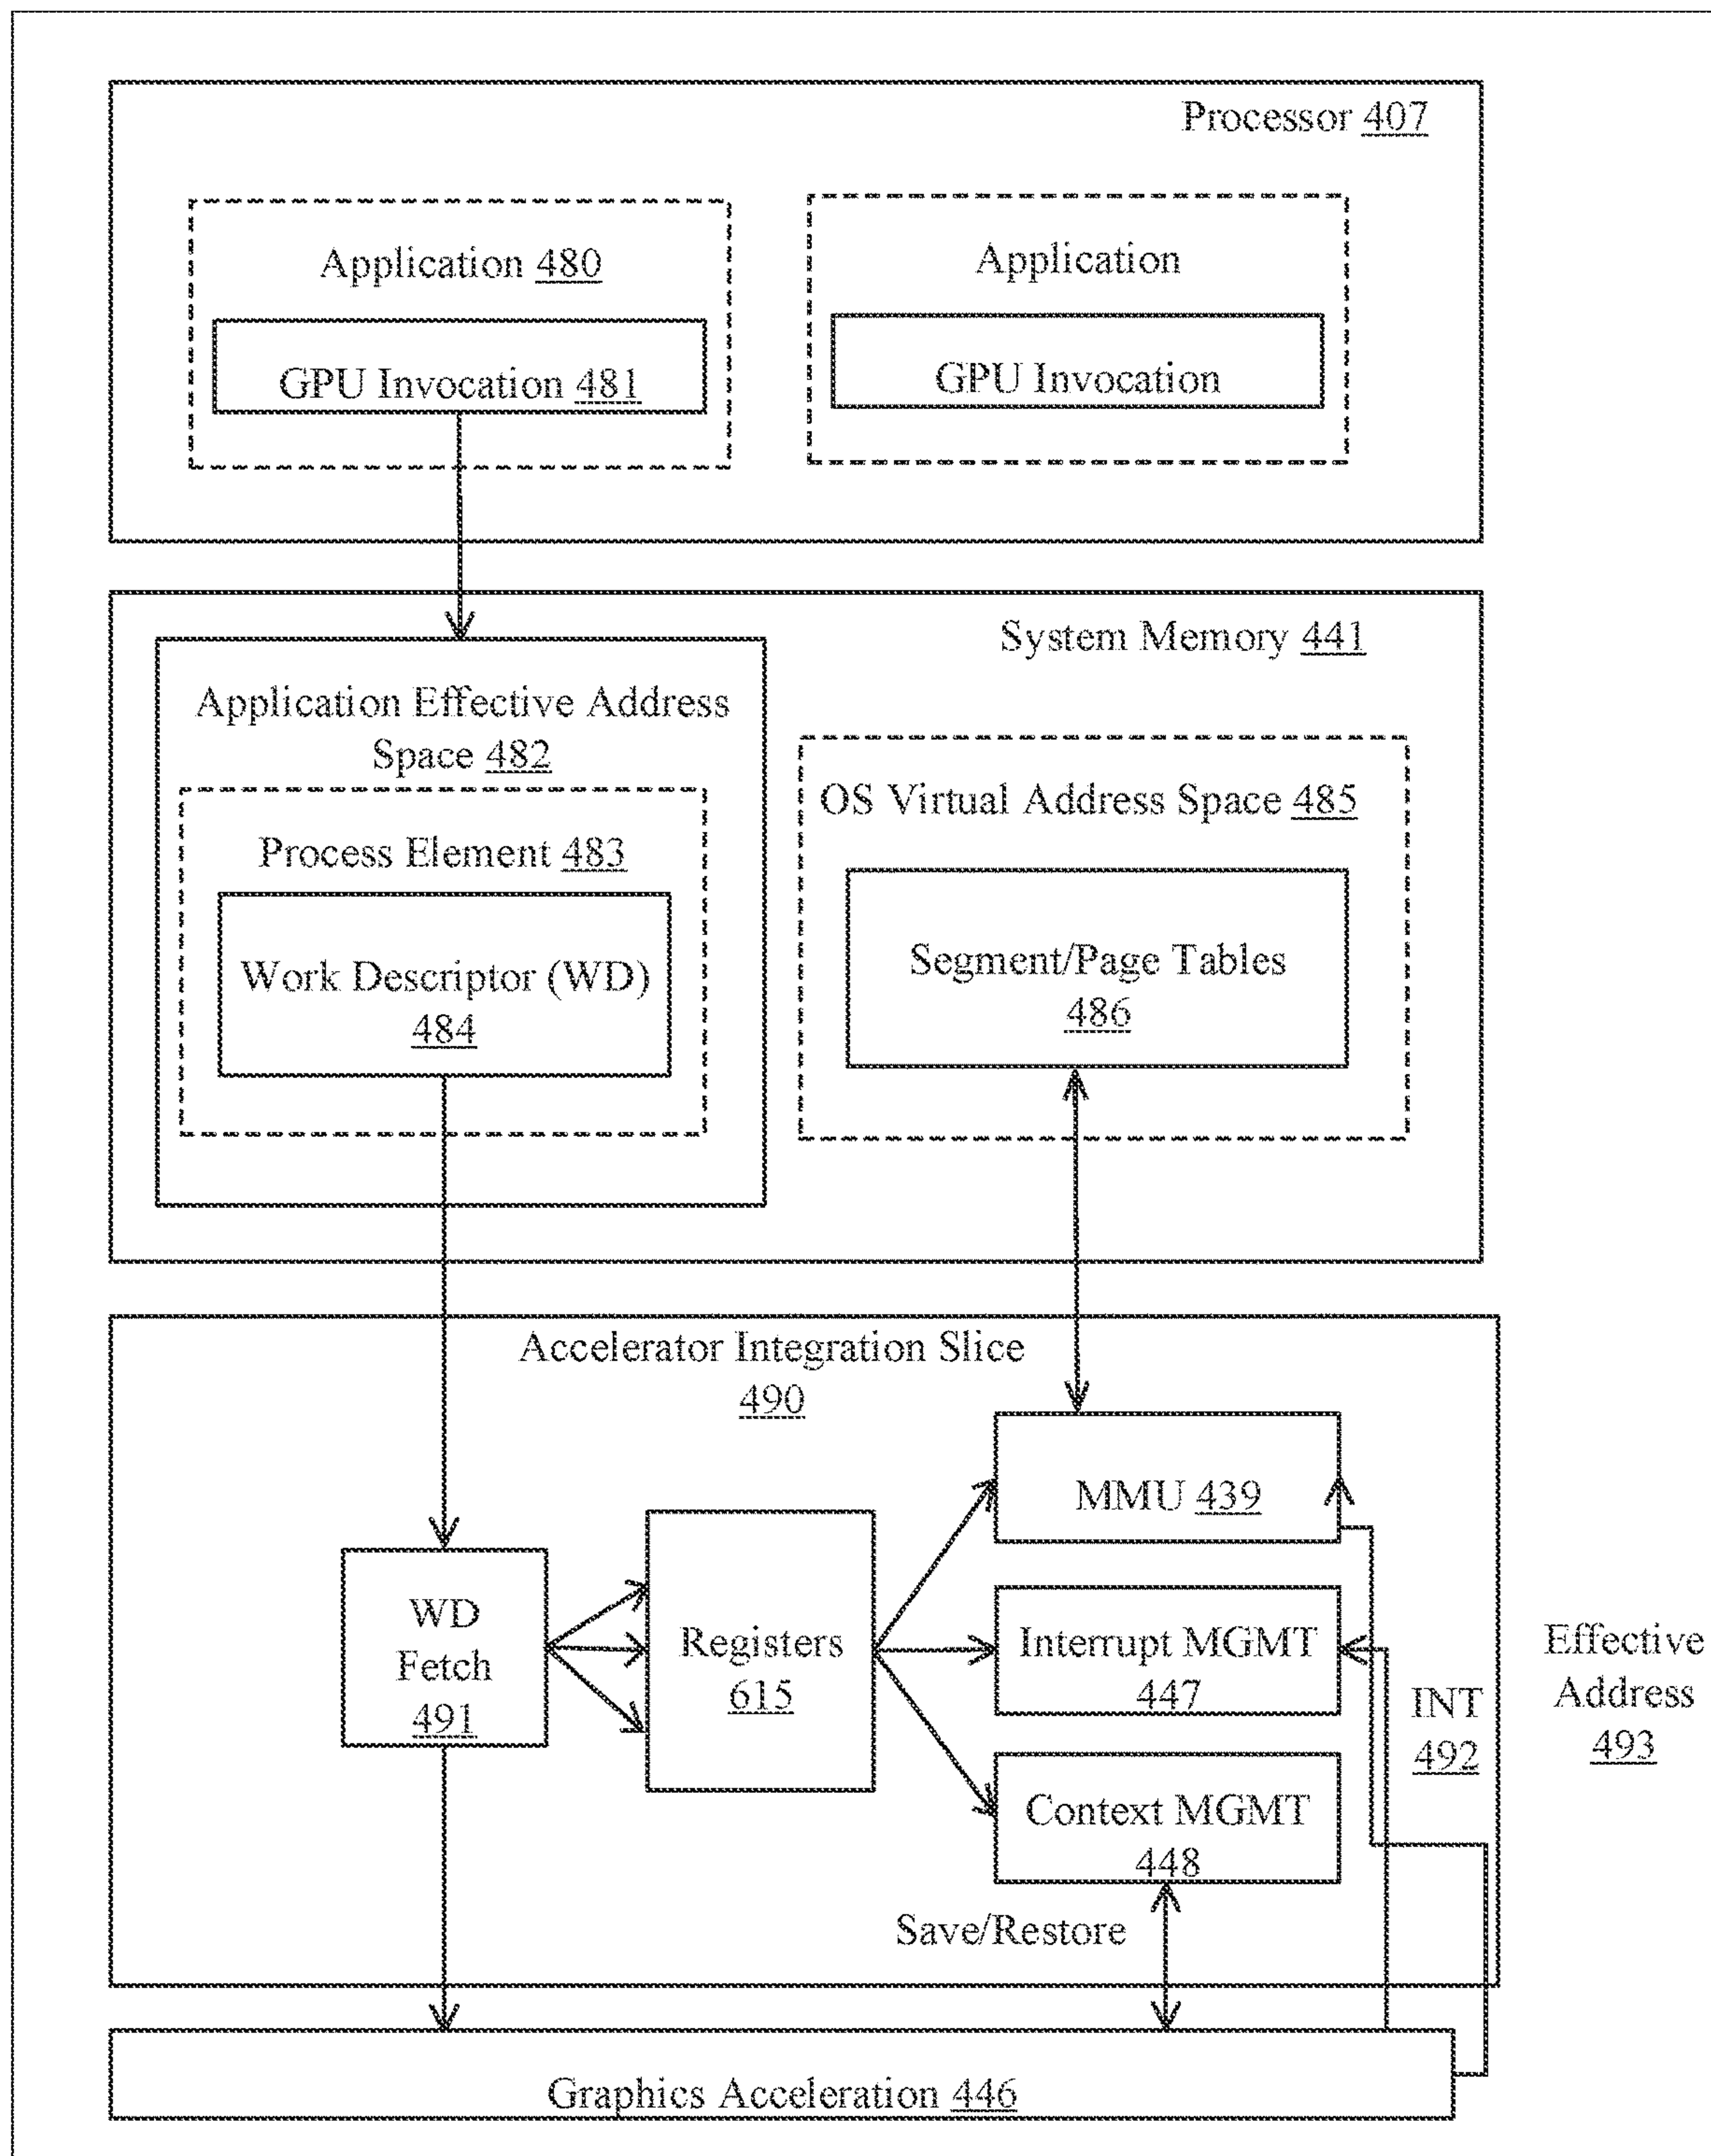 Processor 407
Application 480
Application
GPU Invocation 481
GPU Invocation
System Memory 441
Application Effective Address
Space 482
OS Virtual Address Space 485
Process Element 483
Work Descriptor (WD)
484
Segment/Page Tables
486
Accelerator Integration Slice
490
MMU 439
WD
Fetch
491
Registers
615
Interrupt MGMT
447
INT
492
Effective
Address
493
Context MGMT
448
Save/Restore
Graphics Acceleration 446